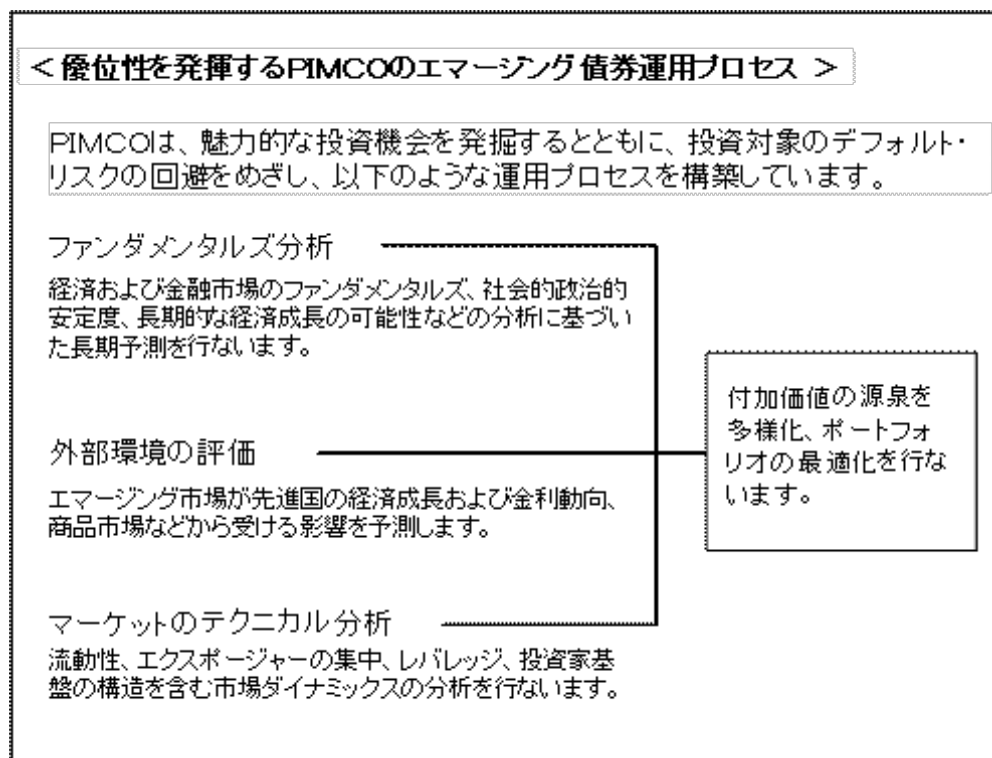 ＜優位性を発揮するPIMCOのエマージング債券運用プロセス ＞
PIMCOは、魅力的な投資機会を発掘するとともに、投資対象のデフォルト・
リスクの回避をめざし、以下のような運用プロセスを構築しています。
ファンダメンタルズ分析
経済および金融市場のファンダメンタルズ、社会的政治的
安定度、長期的な経済成長の可能性などの分析に基づい
た長期予測を行ないます。
外部環境の評価
エマージング市場が先進国の経済成長および金利動向、
商品市場などから受ける影響を予測します。
マーケットのテクニカル分析
流動性、エクスポージャーの集中、レバレッジ、投資家基
盤の構造を含む市場ダイナミックスの分析を行ないます。
付加価値の源泉を
多様化、ポートフォ
リオの最適化を行な
います。